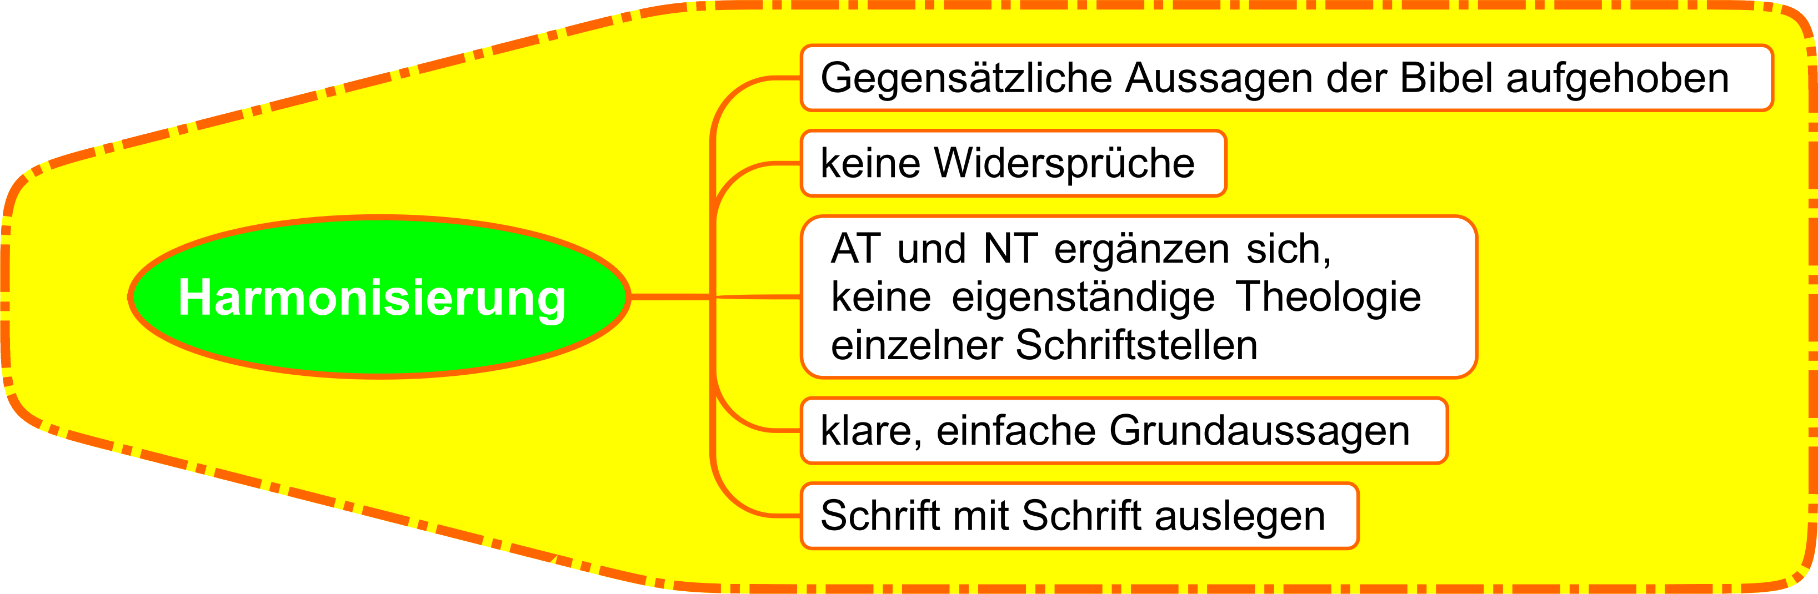 Harmonisierung
Gegensätzliche Aussagen der Bibel aufgehoben
keine Widersprüche
AT und NT ergänzen sich,
keine eigenständige Theologie
einzelner Schriftstellen
klare, einfache Grundaussagen
Schrift mit Schrift auslegen